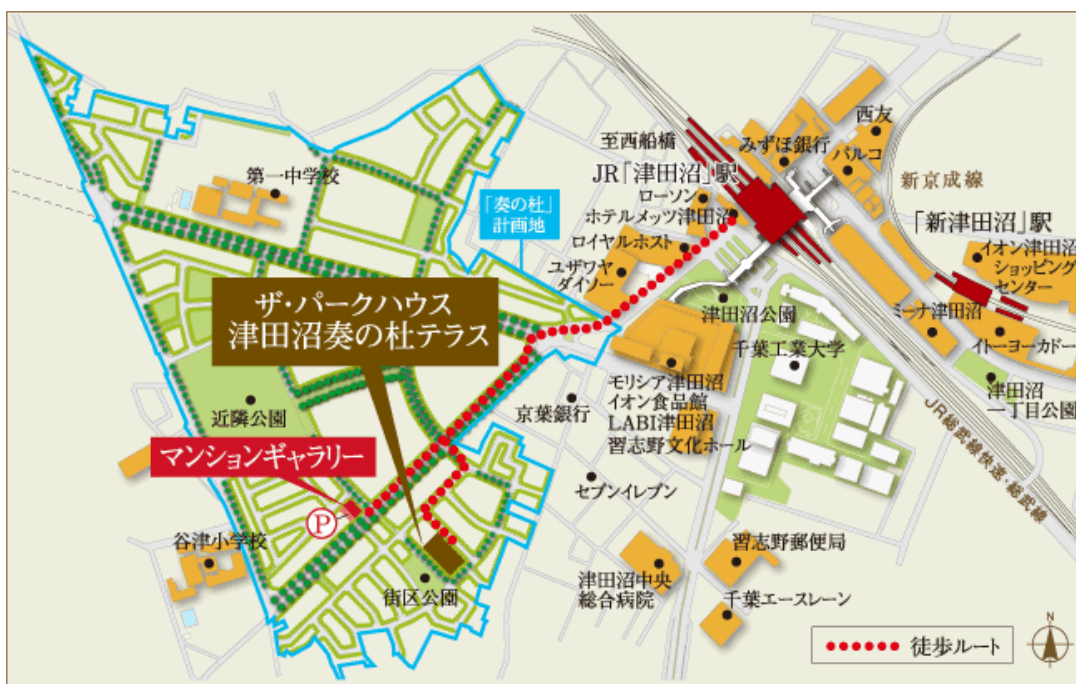 西友
至西船橋
みずほ銀行
パルコ
JR「津田沼」駅
新京成線
第一中学校
ローソン
ホテルメッツ津田沼
「奏の杜」
計画地
「新津田沼」駅
ロイヤルホスト
イオン津田沼
ショッピング
センター
ユザワヤ
ダイソー
ザ・パークハウス
津田沼奏の杜テラス
津田沼公園
ミーナ津田沼
千葉工業大学
イトーヨーカドー
モリシア津田沼
イオン食品館
LABI津田沼
習志野文化ホール
津田沼
一丁目公園
近隣公園
京葉銀行
JR総武線快速・総武線
マンションギャラリー
セブンイレブン
P
谷津小学校
習志野郵便局
津田沼中央
総合病院
街区公園
千葉エースレーン
N
徒歩ルート